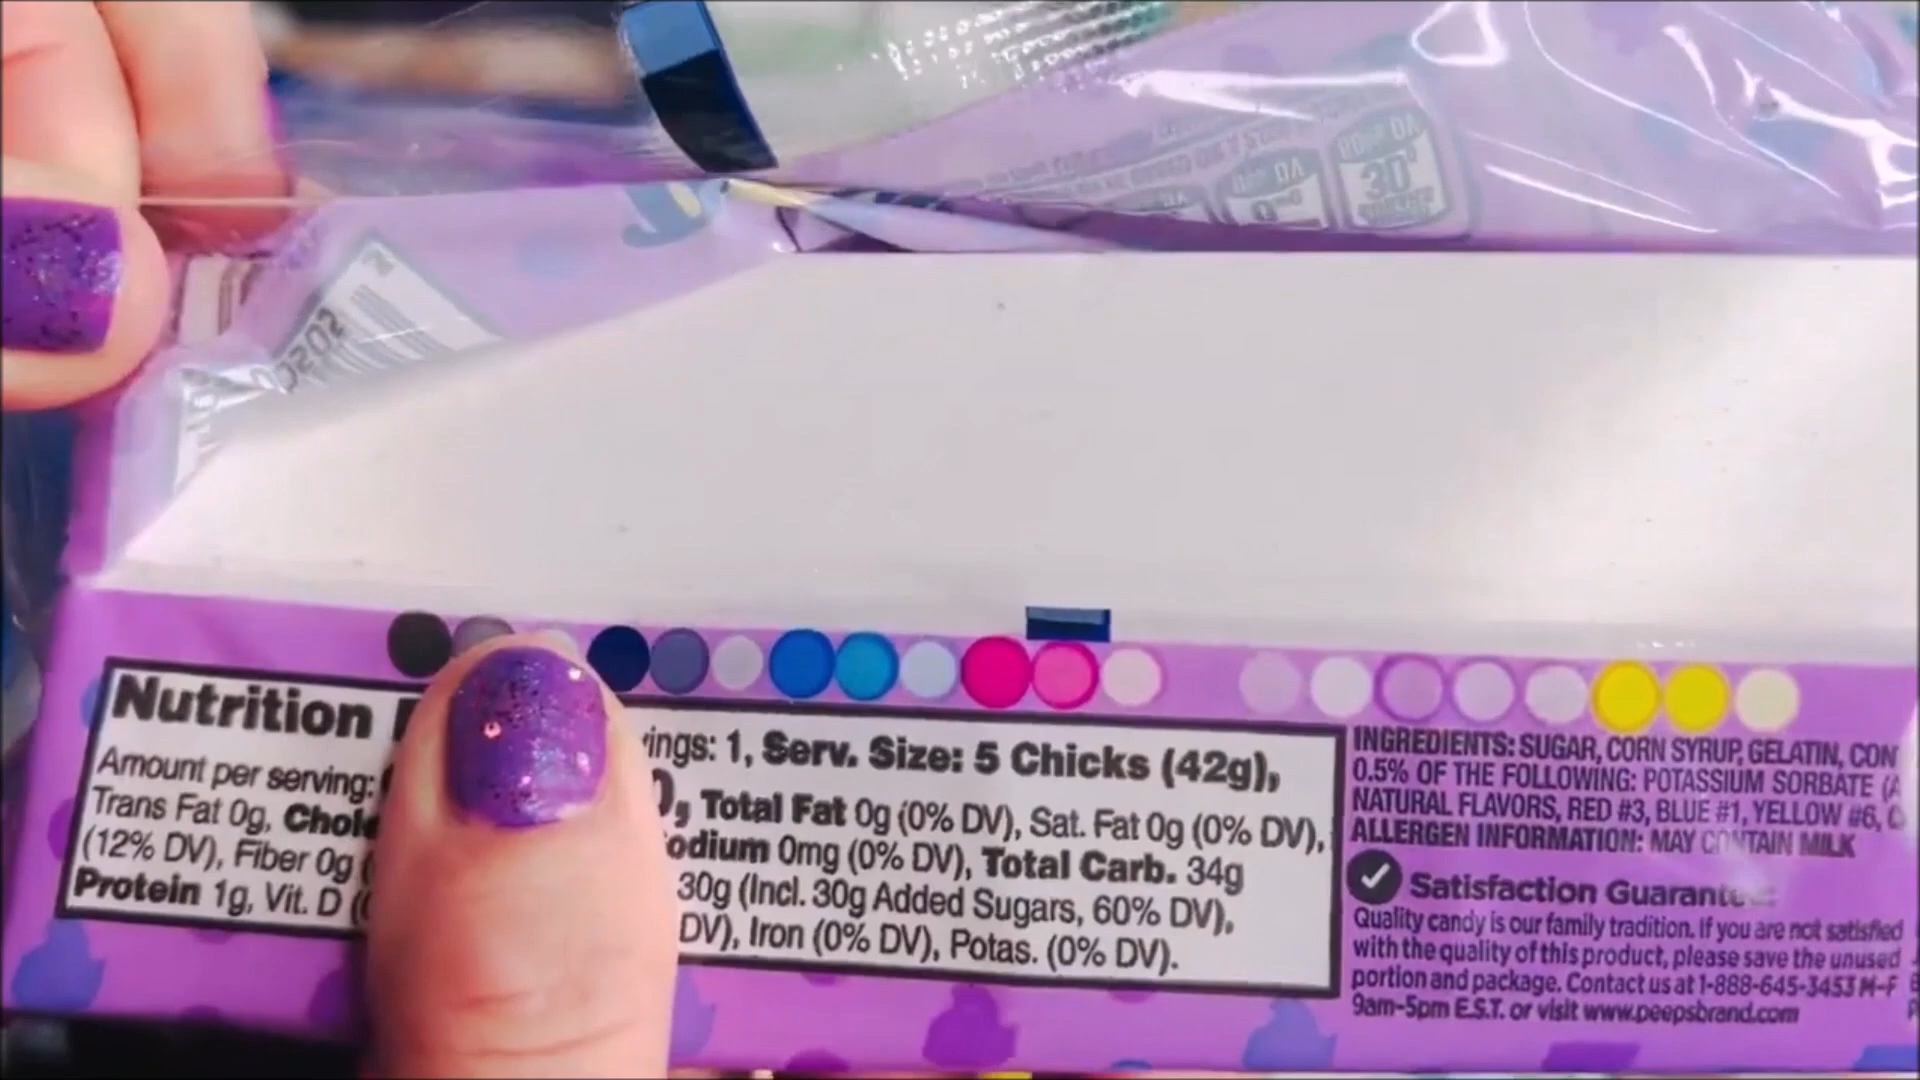 30
Nutrition
rings: 1, Serv. Size: 5 Chicks (42g),
Amount per serving:
Total Fat 0g (0% DV), Sat. Fat 0g (0% DV),
Trans Fat 0g, Chole
odium 0mg (0% DV), Total Carb. 34g
(12% DV), Fiber 0g
30g (Incl. 30g Added Sugars, 60% DV),
Protein 1g, Vit. D
DV), Iron (0% DV), Potas. (0% DV).
INGREDIENTS: SUGAR, CORN SYRUP, GELATIN, CON
0.5% OF THE FOLLOWING: POTASSIUM SORBATE (A
NATURAL FLAVORS, RED #3, BLUE #1, YELLOW #6, C
ALLERGEN INFORMATION: MAY CONTAIN MILK
Satisfaction Guarantee:
Quality candy is our family tradition. If you are not satisfied
with the quality of this product, please save the unused
portion and package. Contact us at 1-888-645-3453 M-F
9am-5pm E.S.T. or visit www.peepsbrand.com